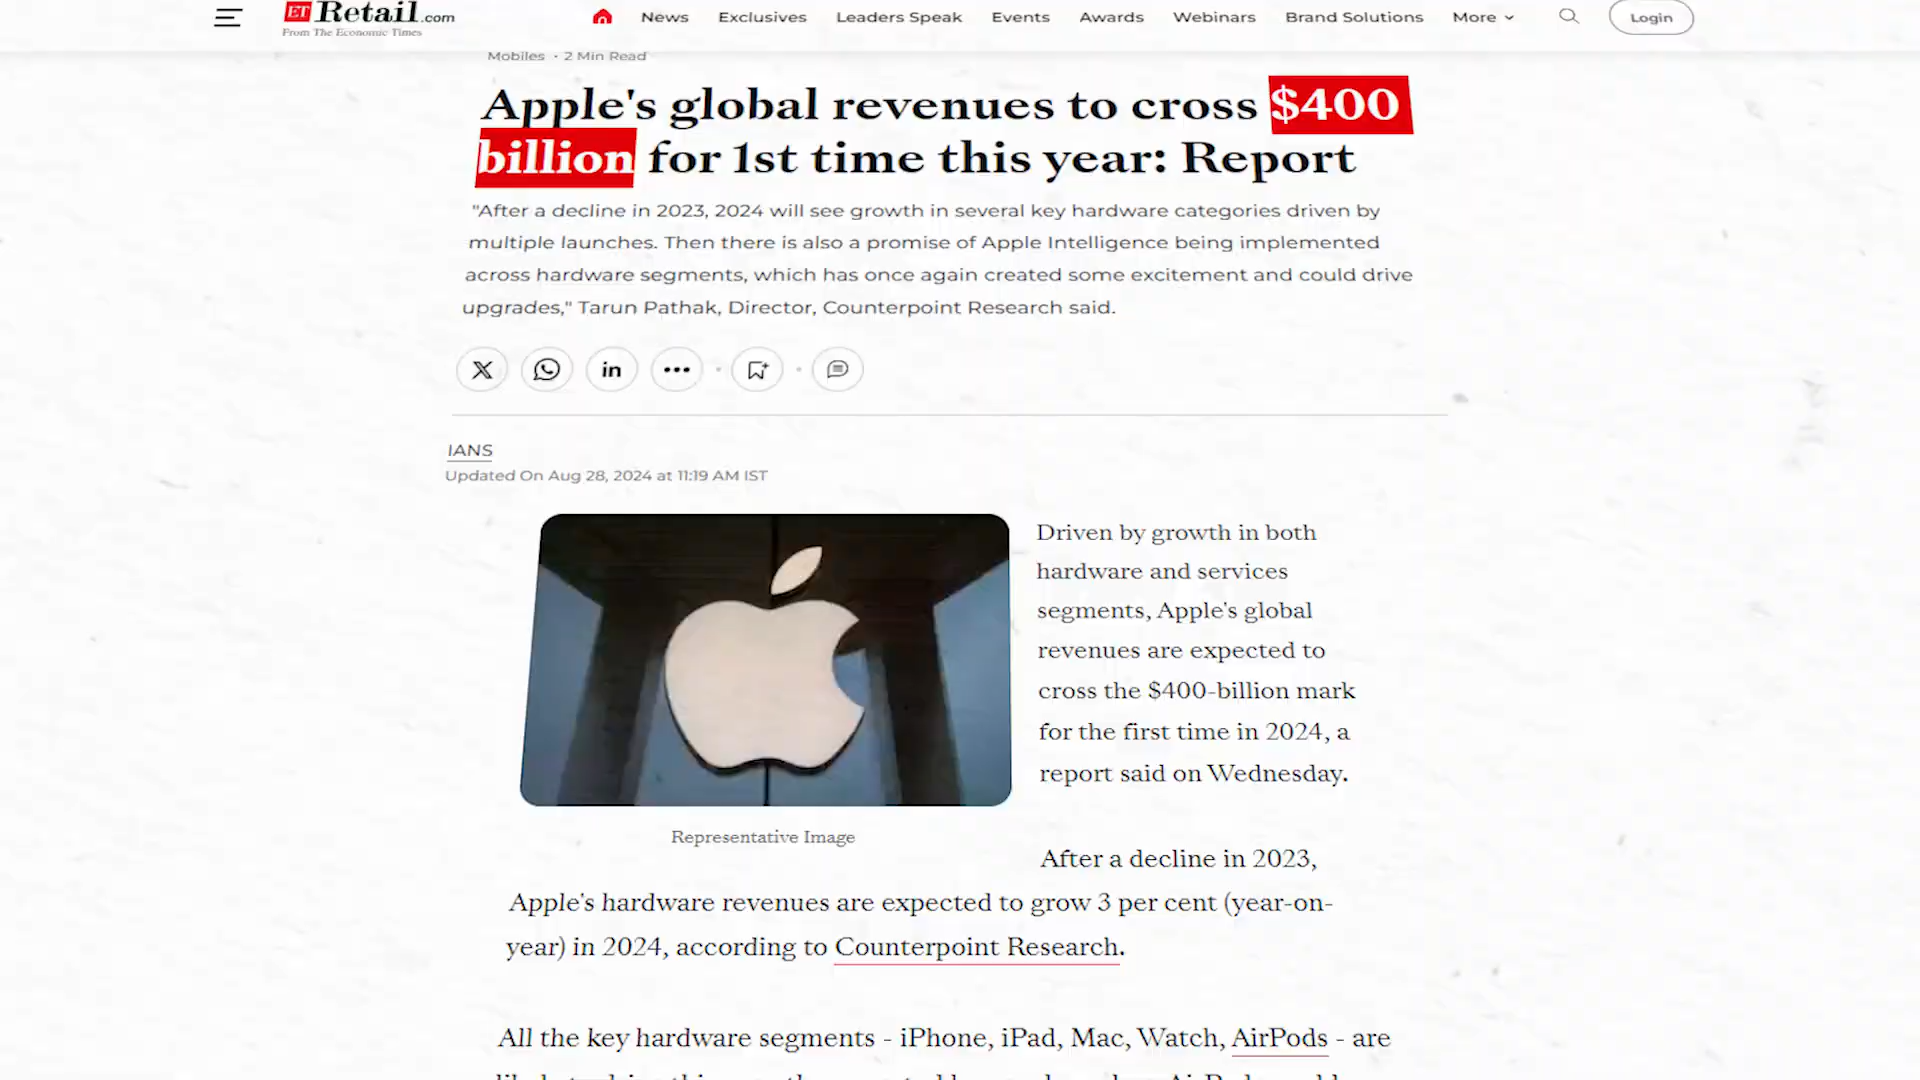 ET Retail.com
From The Economic Times
News Exclusives Leaders Speak Events Awards Webinars Brand Solutions More Login
Mobiles • 2 Min Read
Apple's global revenues to cross $400
billion for 1st time this year: Report
"After a decline in 2023, 2024 will see growth in several key hardware categories driven by
multiple launches. Then there is also a promise of Apple Intelligence being implemented
across hardware segments, which has once again created some excitement and could drive
upgrades," Tarun Pathak, Director, Counterpoint Research said.
IANS
Updated On Aug 28, 2024 at 11:19 AM IST
Driven by growth in both
hardware and services
segments, Apple's global
revenues are expected to
cross the $400-billion mark
for the first time in 2024, a
report said on Wednesday.
Representative Image
After a decline in 2023,
Apple's hardware revenues are expected to grow 3 per cent (year-on-
year) in 2024, according to Counterpoint Research.
All the key hardware segments - iPhone, iPad, Mac, Watch, AirPods - are